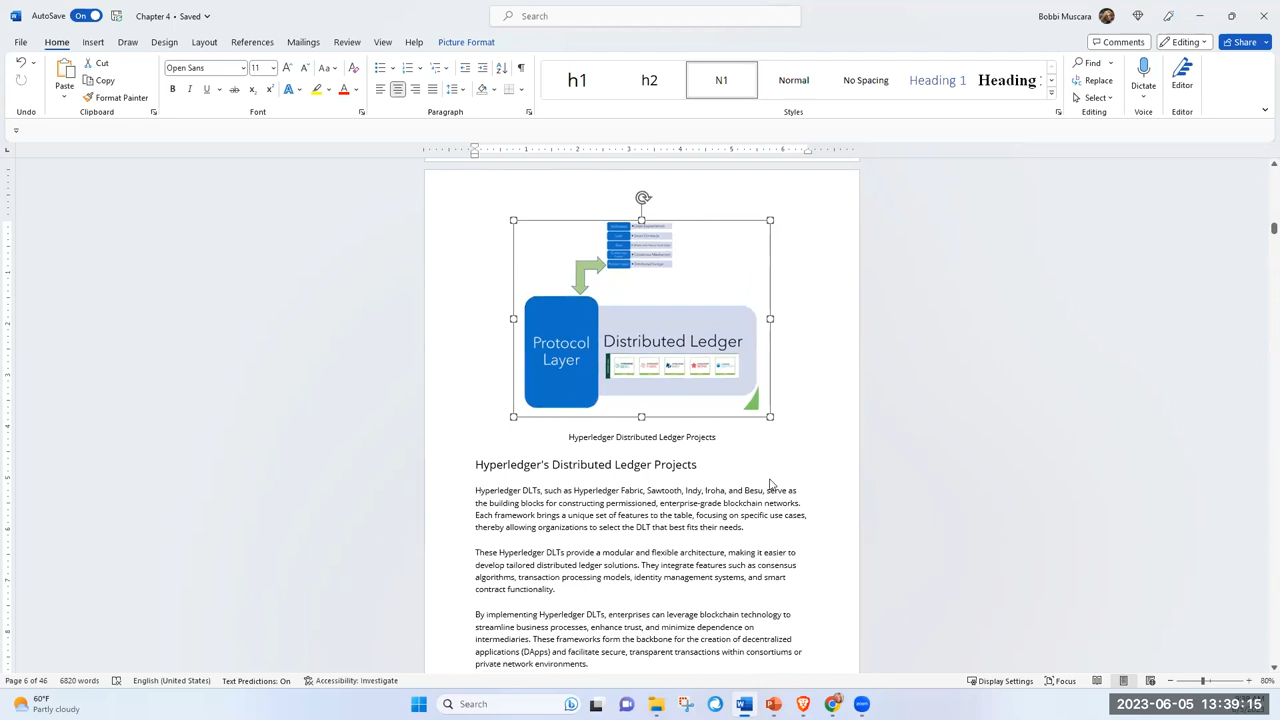 AutoSave On Chapter 4 • Saved Search Bobbi Muscara
File Home Insert Draw Design Layout References Mailings Review View Help Picture Format Comments Editing Share
Paste Cut Copy Format Painter
Open Sans 11
h1 h2 N1 Normal No Spacing Heading 1 Heading
Find Replace Select Dictate Editor
Undo Clipboard Font Paragraph Styles Editing Voice Editor
1 2 3 4 5 6
Consensus Mechanism
Distributed Ledger
Protocol Layer
Distributed Ledger
Hyperledger Distributed Ledger Projects
Hyperledger's Distributed Ledger Projects
Hyperledger DLTs, such as Hyperledger Fabric, Sawtooth, Indy, Iroha, and Besu, serve as
the building blocks for constructing permissioned, enterprise-grade blockchain networks.
Each framework brings a unique set of features to the table, focusing on specific use cases,
thereby allowing organizations to select the DLT that best fits their needs.
These Hyperledger DLTs provide a modular and flexible architecture, making it easier to
develop tailored distributed ledger solutions. They integrate features such as consensus
algorithms, transaction processing models, identity management systems, and smart
contract functionality.
By implementing Hyperledger DLTs, enterprises can leverage blockchain technology to
streamline business processes, enhance trust, and minimize dependence on
intermediaries. These frameworks form the backbone for the creation of decentralized
applications (DApps) and facilitate secure, transparent transactions within consortiums or
private network environments.
Page 6 of 46 6820 words English (United States) Text Predictions: On Accessibility: Investigate Display Settings Focus 80%
60°F
Partly cloudy
Search
2023-06-05 13:39:15